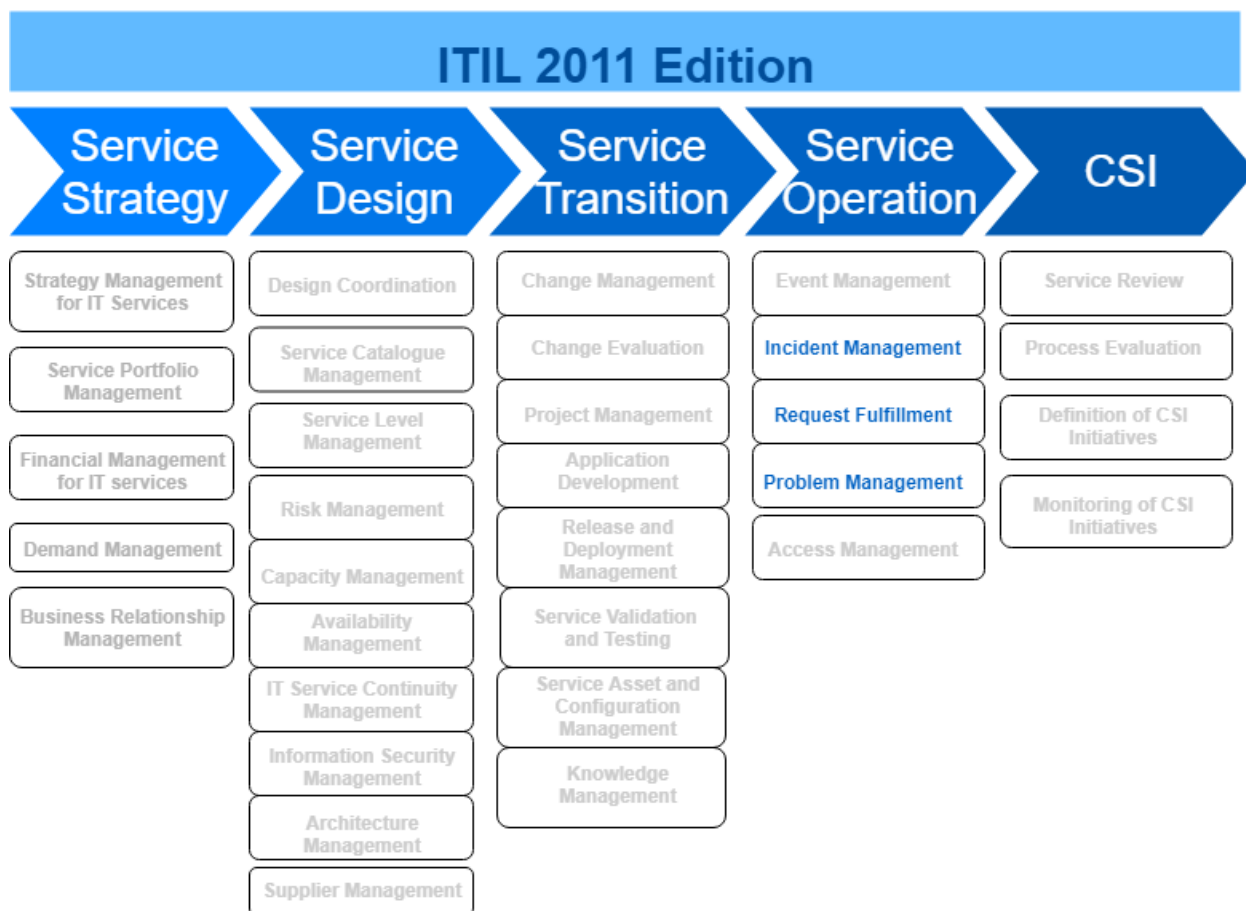 ITIL 2011 Edition
Service
Strategy
Service
Design
Service
Transition
Service
Operation
CSI
Strategy Management
for IT Services
Service Portfolio
Management
Financial Management
for IT services
Demand Management
Business Relationship
Management
Design Coordination
Service Catalogue
Management
Service Level
Management
Risk Management
Capacity Management
Availability
Management
IT Service Continuity
Management
Information Security
Management
Architecture
Management
Supplier Management
Change Management
Change Evaluation
Project Management
Application
Development
Release and
Deployment
Management
Service Validation
and Testing
Service Asset and
Configuration
Management
Knowledge
Management
Event Management
Incident Management
Request Fulfillment
Problem Management
Access Management
Service Review
Process Evaluation
Definition of CSI
Initiatives
Monitoring of CSI
Initiatives